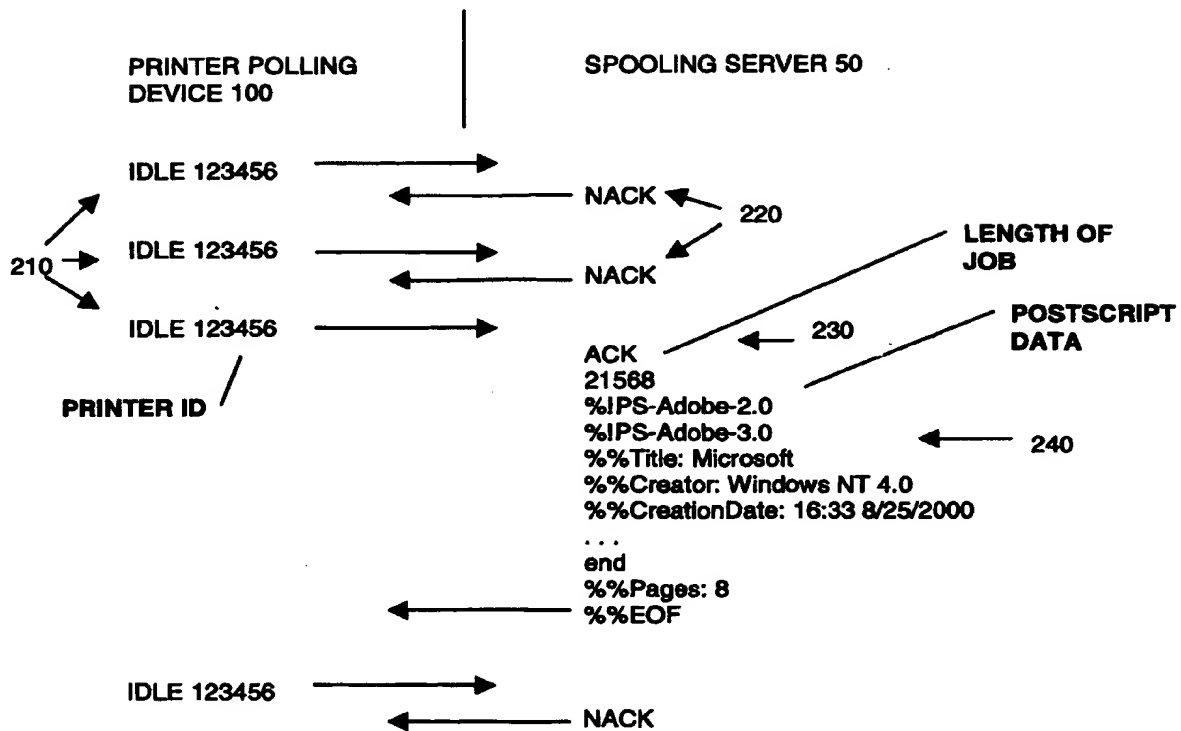 PRINTER POLLING
DEVICE 100
SPOOLING SERVER 50
IDLE 123456
NACK
220
210
IDLE 123456
NACK
LENGTH OF
JOB
IDLE 123456
230
POSTSCRIPT
DATA
PRINTER ID
ACK
21568
%IPS-Adobe-2.0
%IPS-Adobe-3.0
240
%%Title: Microsoft
%%Creator: Windows NT 4.0
%%CreationDate: 16:33 8/25/2000
. . .
end
%%Pages: 8
%%EOF
IDLE 123456
NACK